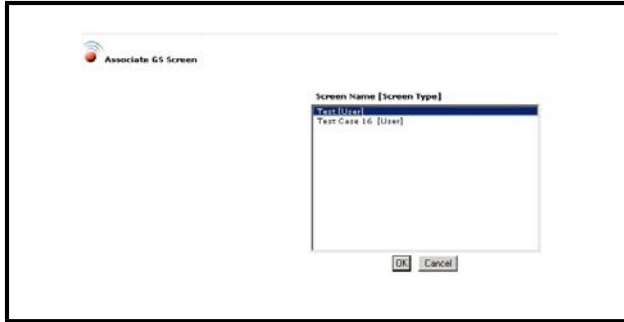 Associate GS Screen
Screen Name [Screen Type]
Test [User]
Test Case 16 [User]
OK Cancel